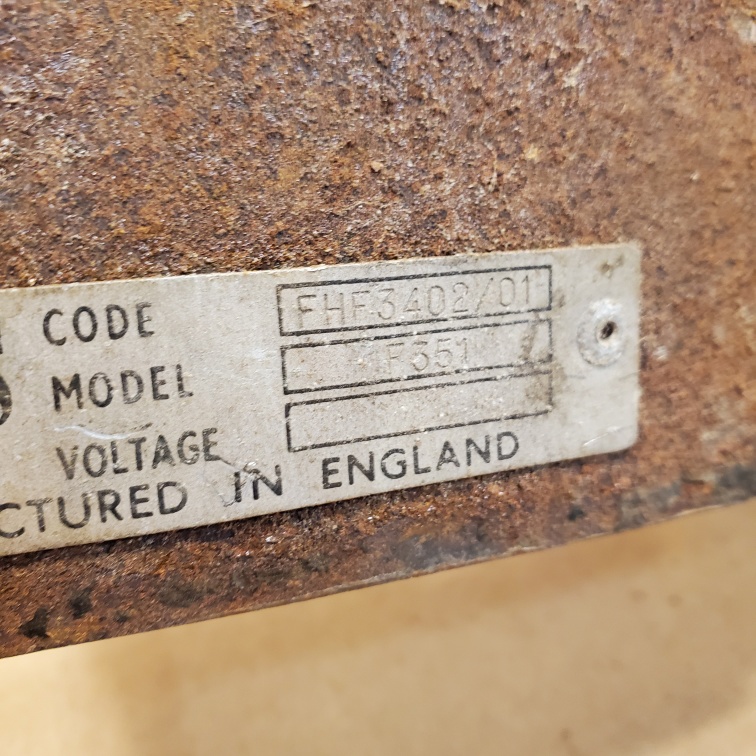 CODE FHF3402/01
MODEL F351
VOLTAGE
CTURED IN ENGLAND